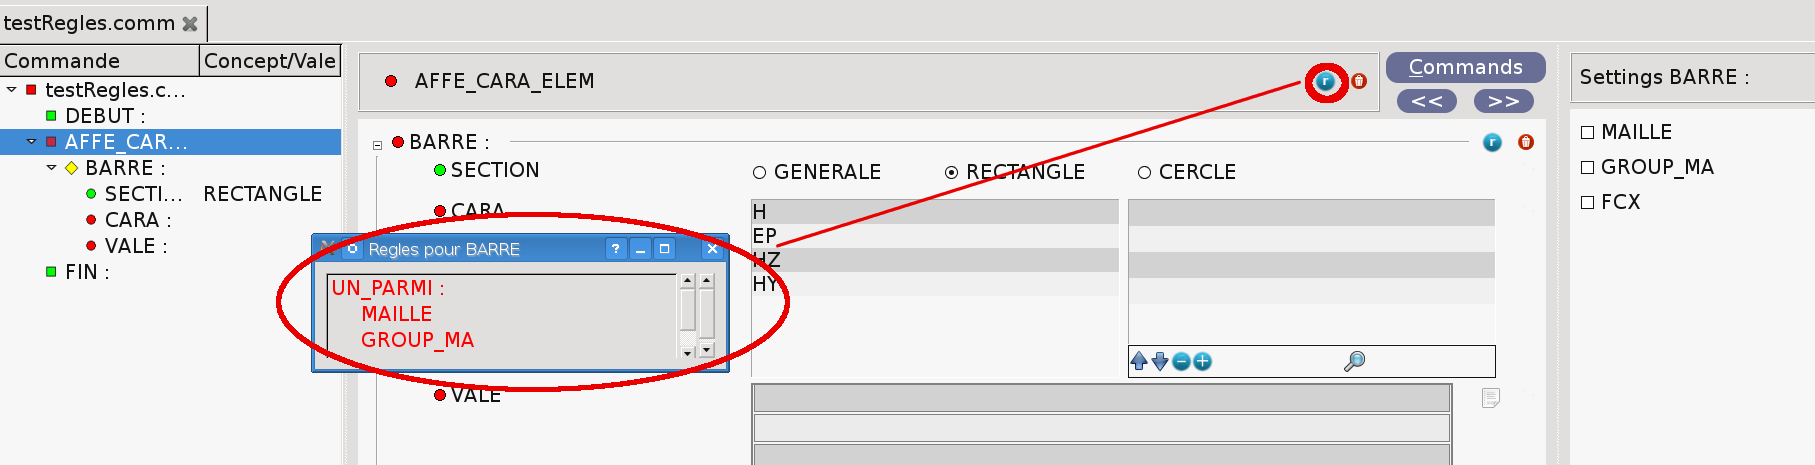 testRegles.comm
Commande Concept/Vale
testRegles.c...
DEBUT :
AFFE_CAR...
BARRE :
SECTI... RECTANGLE
CARA :
VALE :
FIN :
AFFE_CARA_ELEM
r
Commands
<< >>
BARRE :
r
SECTION GENERALE RECTANGLE CERCLE
CARA
H
EP
HZ
HY
Regles pour BARRE
UN_PARMI :
MAILLE
GROUP_MA
VALE
Settings BARRE :
MAILLE
GROUP_MA
FCX